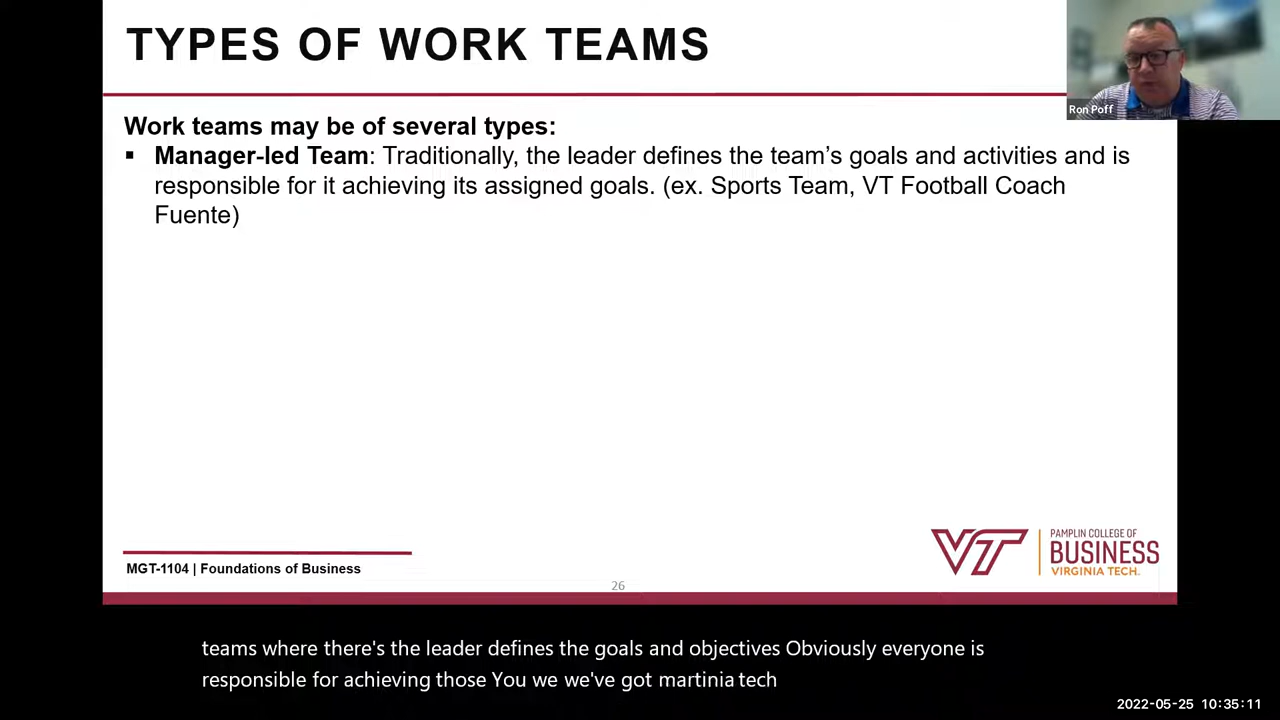 TYPES OF WORK TEAMS
Ron Poff
Work teams may be of several types:
▪ Manager-led Team: Traditionally, the leader defines the team's goals and activities and is
responsible for it achieving its assigned goals. (ex. Sports Team, VT Football Coach
Fuente)
MGT-1104 | Foundations of Business
26
VT
PAMPLIN COLLEGE OF
BUSINESS
VIRGINIA TECH.
teams where there's the leader defines the goals and objectives Obviously everyone is
responsible for achieving those You we we've got martinia tech
2022-05-25 10:35:11